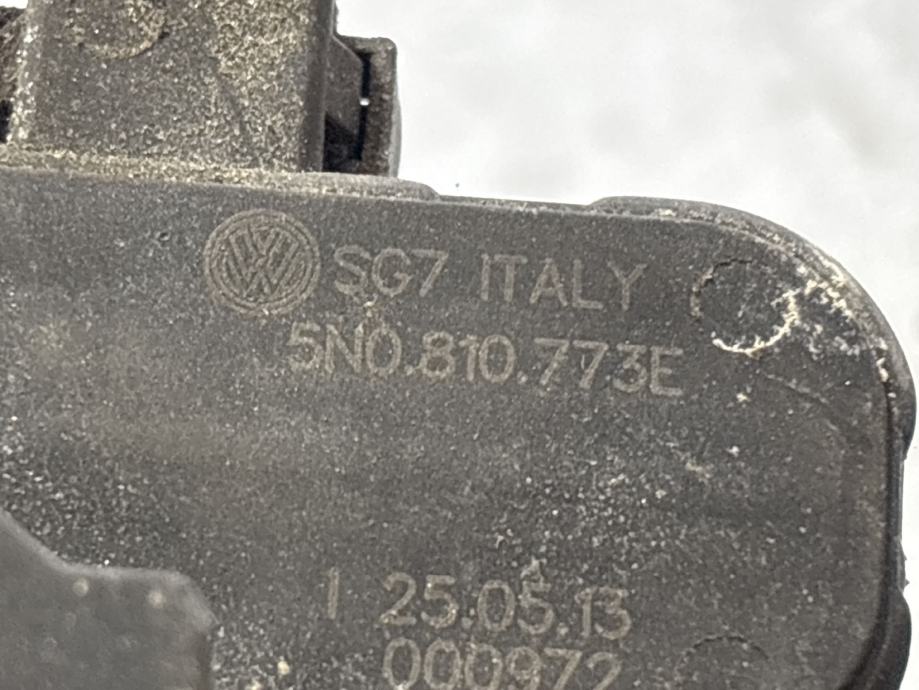 SG7 ITALY
5N0.810.773E
I 25.05.13
000972